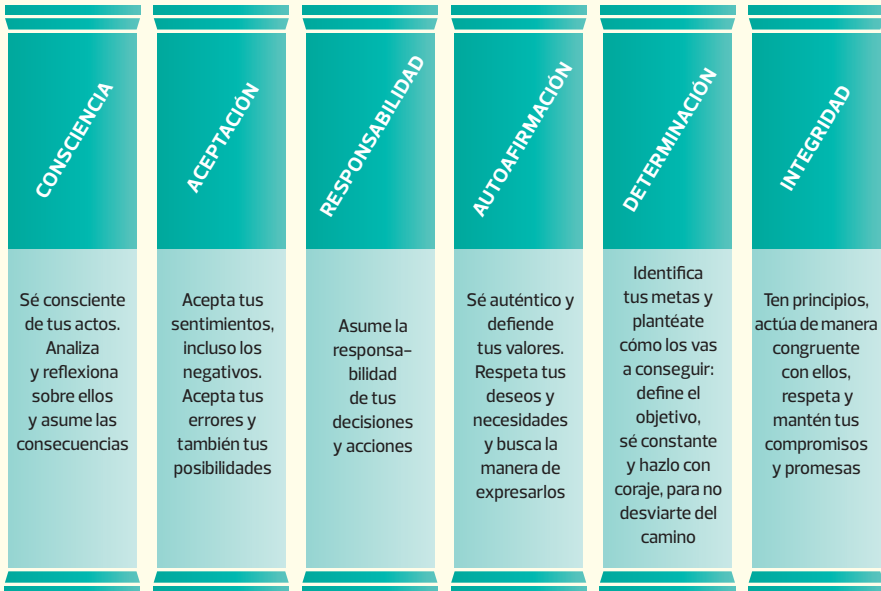 CONSCIENCIA
Sé consciente
de tus actos.
Analiza
y reflexiona
sobre ellos
y asume las
consecuencias
ACEPTACIÓN
Acepta tus
sentimientos,
incluso los
negativos.
Acepta tus
errores y
también tus
posibilidades
RESPONSABILIDAD
Asume la
responsa-
bilidad
de tus
decisiones
y acciones
AUTOAFIRMACIÓN
Sé auténtico y
defiende
tus valores.
Respeta tus
deseos y
necesidades
y busca la
manera de
expresarlos
DETERMINACIÓN
Identifica
tus metas y
plantéate
cómo los vas
a conseguir:
define el
objetivo,
sé constante
y hazlo con
coraje, para no
desviarte del
camino
INTEGRIDAD
Ten principios,
actúa de manera
congruente
con ellos,
respeta y
mantén tus
compromisos
y promesas